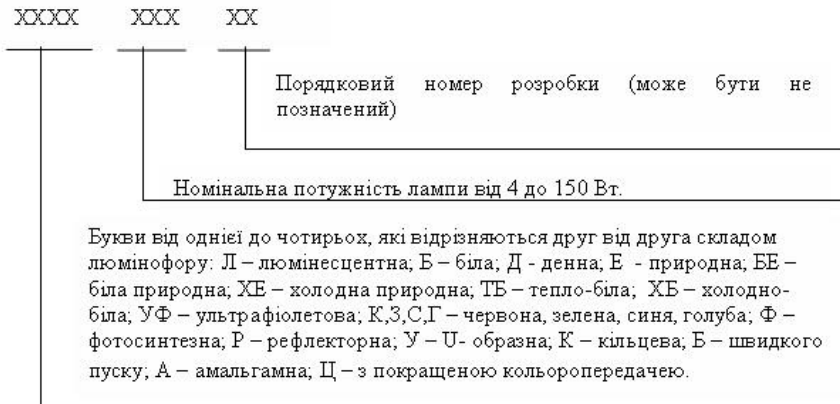 XXXX XXX XX
Порядковий номер розробки (може бути не
позначений)
Номінальна потужність лампи від 4 до 150 Вт.
Букви від однієї до чотирьох, які відрізняються друг від друга складом
люмінофору: Л – люмінесцентна; Б – біла; Д - денна; Е - природна; БЕ –
біла природна; ХЕ – холодна природна; ТБ – тепло-біла; ХБ – холодно-
біла; УФ – ультрафіолетова; К,З,С,Г – червона, зелена, синя, голуба; Ф –
фотосинтезна; Р – рефлекторна; У – U- образна; К – кільцева; Б – швидкого
пуску; А – амальгамна; Ц – з покращеною кольоропередачею.